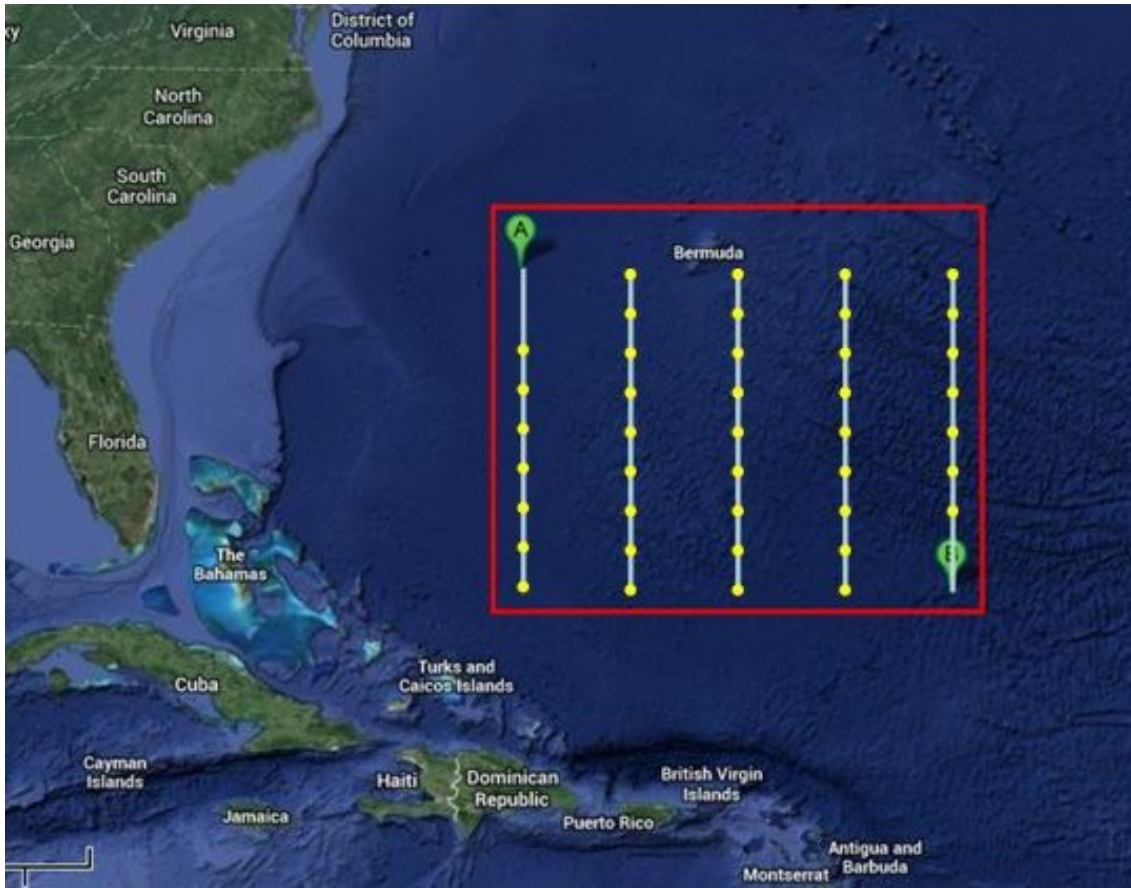 District of
Columbia
Virginia
North
Carolina
South
Carolina
Georgia
A
Bermuda
Florida
B
The
Bahamas
Turks and
Caicos Islands
Cuba
Cayman
Islands
Haiti
Dominican
Republic
British Virgin
Islands
Jamaica
Puerto Rico
Antigua and
Barbuda
Montserrat